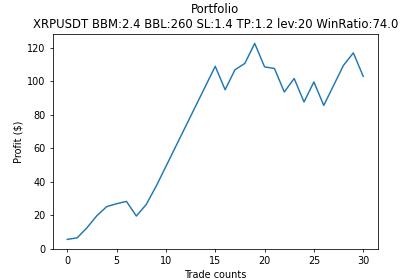 Portfolio
XRPUSDT BBM:2.4 BBL:260 SL:1.4 TP:1.2 lev:20 WinRatio:74.0
120
100
80
60
40
20
0
Profit ($)
0 5 10 15 20 25 30
Trade counts